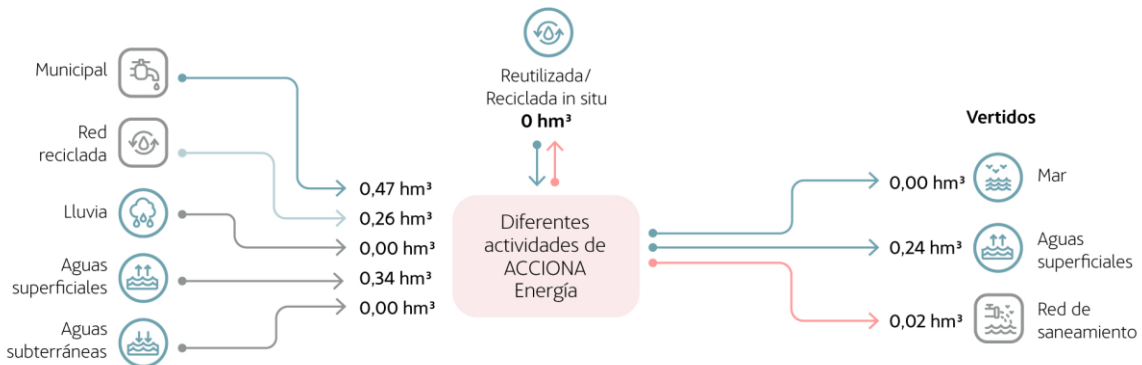 Municipal
Red
reciclada
Lluvia
Aguas
superficiales
Aguas
subterráneas
0,47 hm³
0,26 hm³
0,00 hm³
0,34 hm³
0,00 hm³
Reutilizada/
Reciclada in situ
0 hm³
Diferentes
actividades de
ACCIONA
Energía
Vertidos
0,00 hm³
Mar
0,24 hm³
Aguas
superficiales
0,02 hm³
Red de
saneamiento